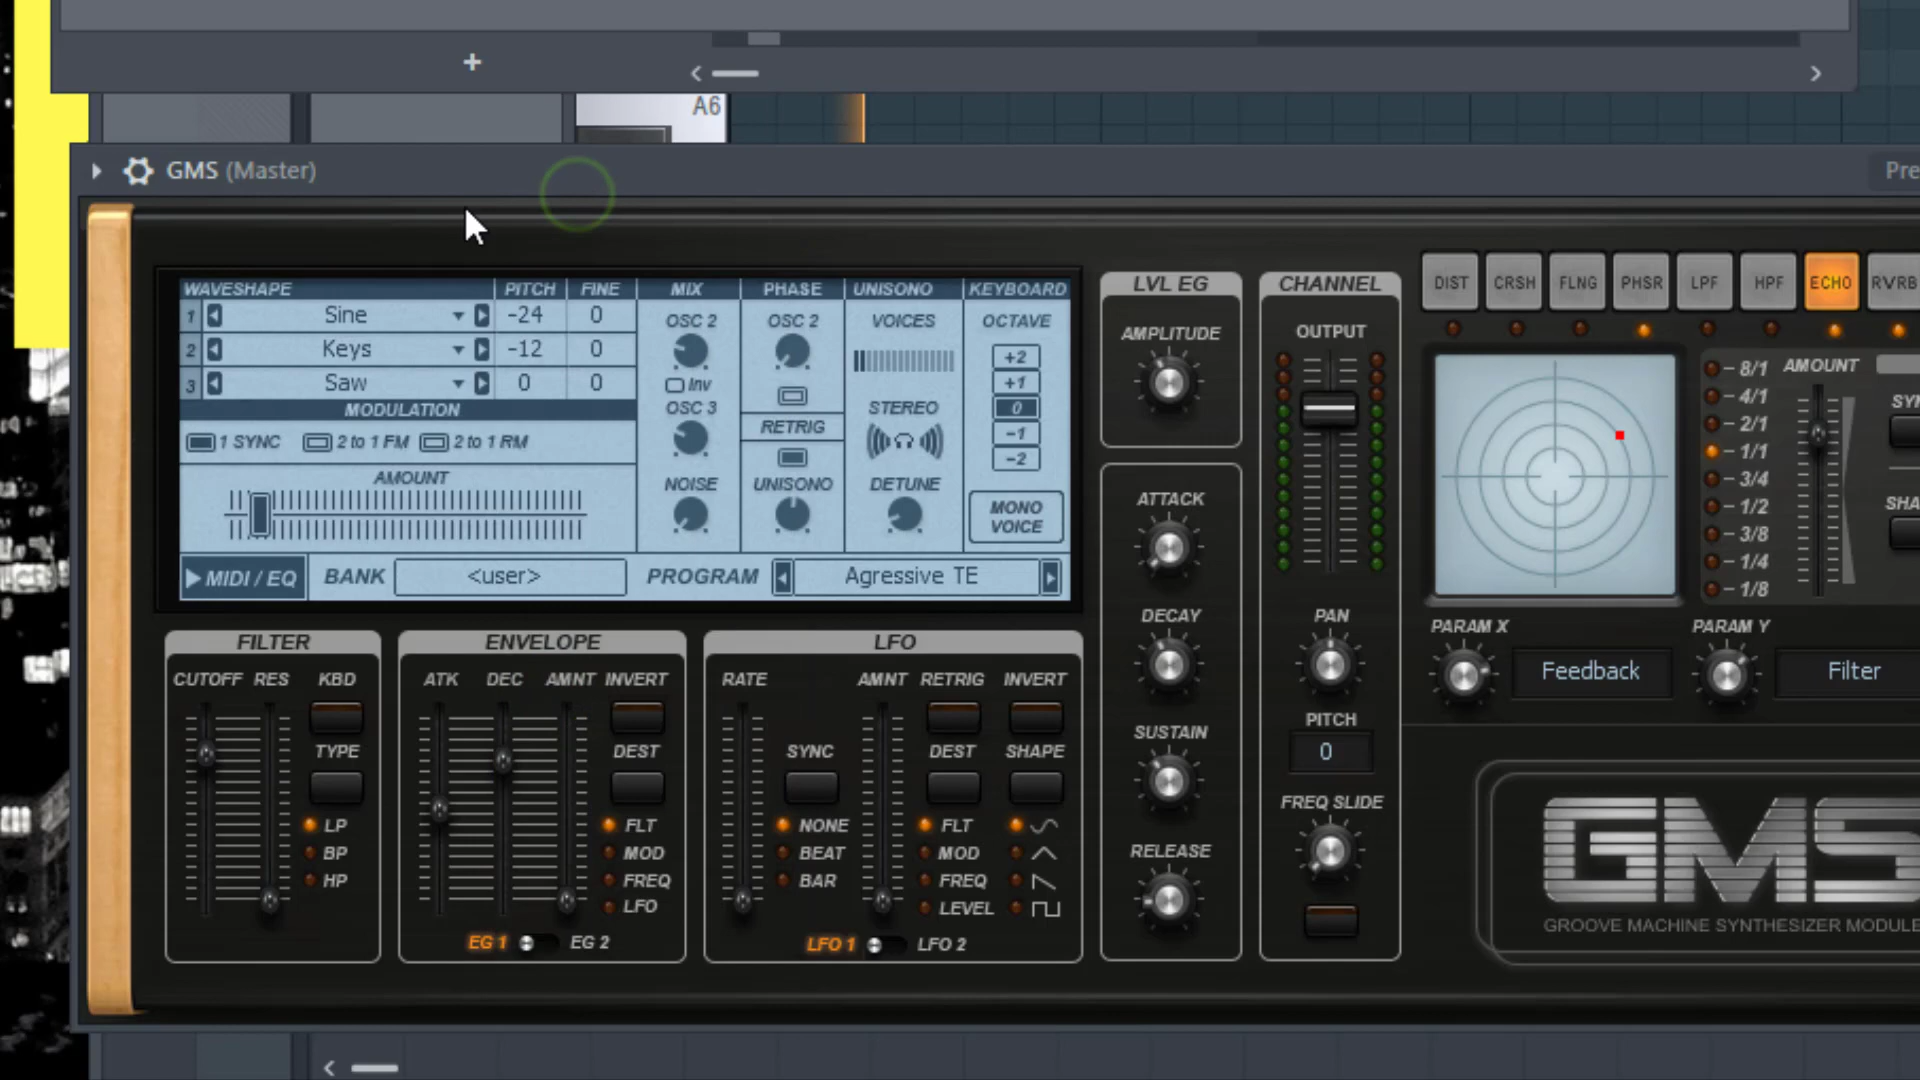 A6
GMS (Master)
Pre
WAVESHAPE PITCH FINE MIX PHASE UNISONO KEYBOARD
1 Sine -24 0
2 Keys -12 0
3 Saw 0 0
OSC 2 OSC 2 VOICES OCTAVE
Inv
OSC 3
RETRIG
STEREO
+2
+1
0
-1
-2
MODULATION
1 SYNC 2 to 1 FM 2 to 1 RM
AMOUNT
NOISE UNISONO DETUNE
MONO
VOICE
MIDI / EQ BANK <user> PROGRAM Agressive TE
LVL EG
AMPLITUDE
ATTACK
DECAY
SUSTAIN
RELEASE
CHANNEL
OUTPUT
PAN
PITCH
0
FREQ SLIDE
DIST CRSH FLNG PHSR LPF HPF ECHO RVRB
8/1
4/1
2/1
1/1
3/4
1/2
3/8
1/4
1/8
AMOUNT
SYN
SHA
PARAM X PARAM Y
Feedback Filter
FILTER
CUTOFF RES KBD
TYPE
LP
BP
HP
ENVELOPE
ATK DEC AMNT INVERT
DEST
FLT
MOD
FREQ
LFO
EG 1 EG 2
LFO
RATE AMNT RETRIG INVERT
SYNC DEST SHAPE
NONE FLT
BEAT MOD
BAR FREQ
LEVEL
LFO 1 LFO 2
GMS
GROOVE MACHINE SYNTHESIZER MODULE